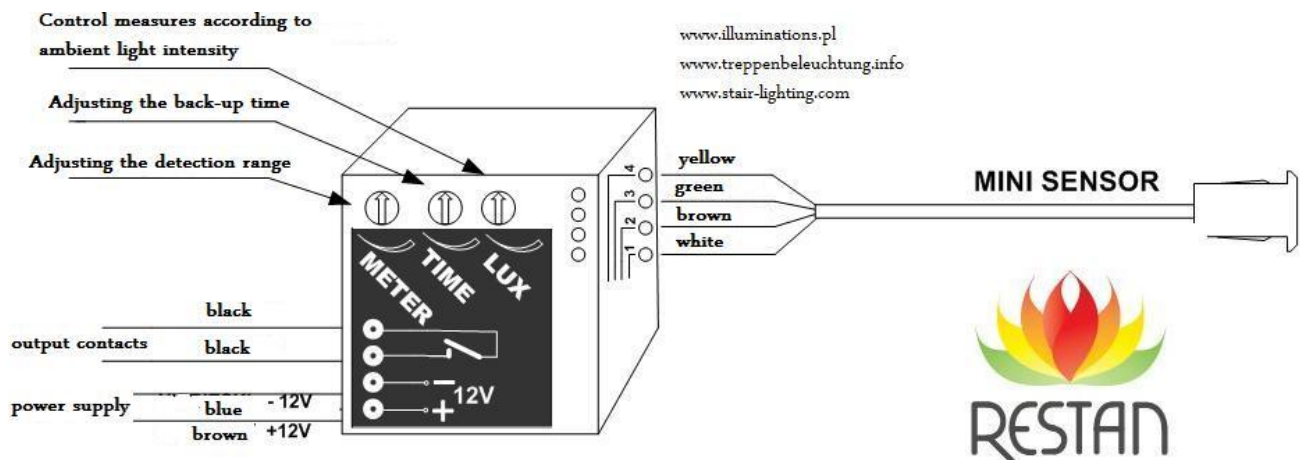 Control measures according to
ambient light intensity
Adjusting the back-up time
Adjusting the detection range
www.illuminations.pl
www.treppenbeleuchtung.info
www.stair-lighting.com
4
3
2
1
yellow
green
brown
white
MINI SENSOR
METER
TIME
LUX
output contacts
black
black
power supply
blue
- 12V
brown
+12V
−
12V
+
RESTAN